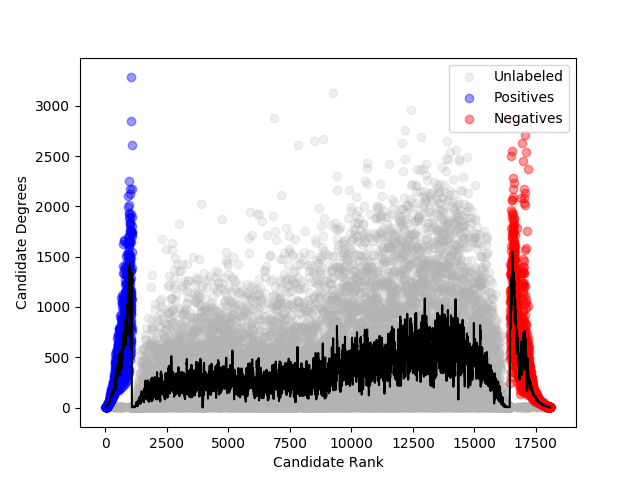 Unlabeled
Positives
Negatives
3000
2500
2000
1500
1000
500
0
Candidate Degrees
0 2500 5000 7500 10000 12500 15000 17500
Candidate Rank